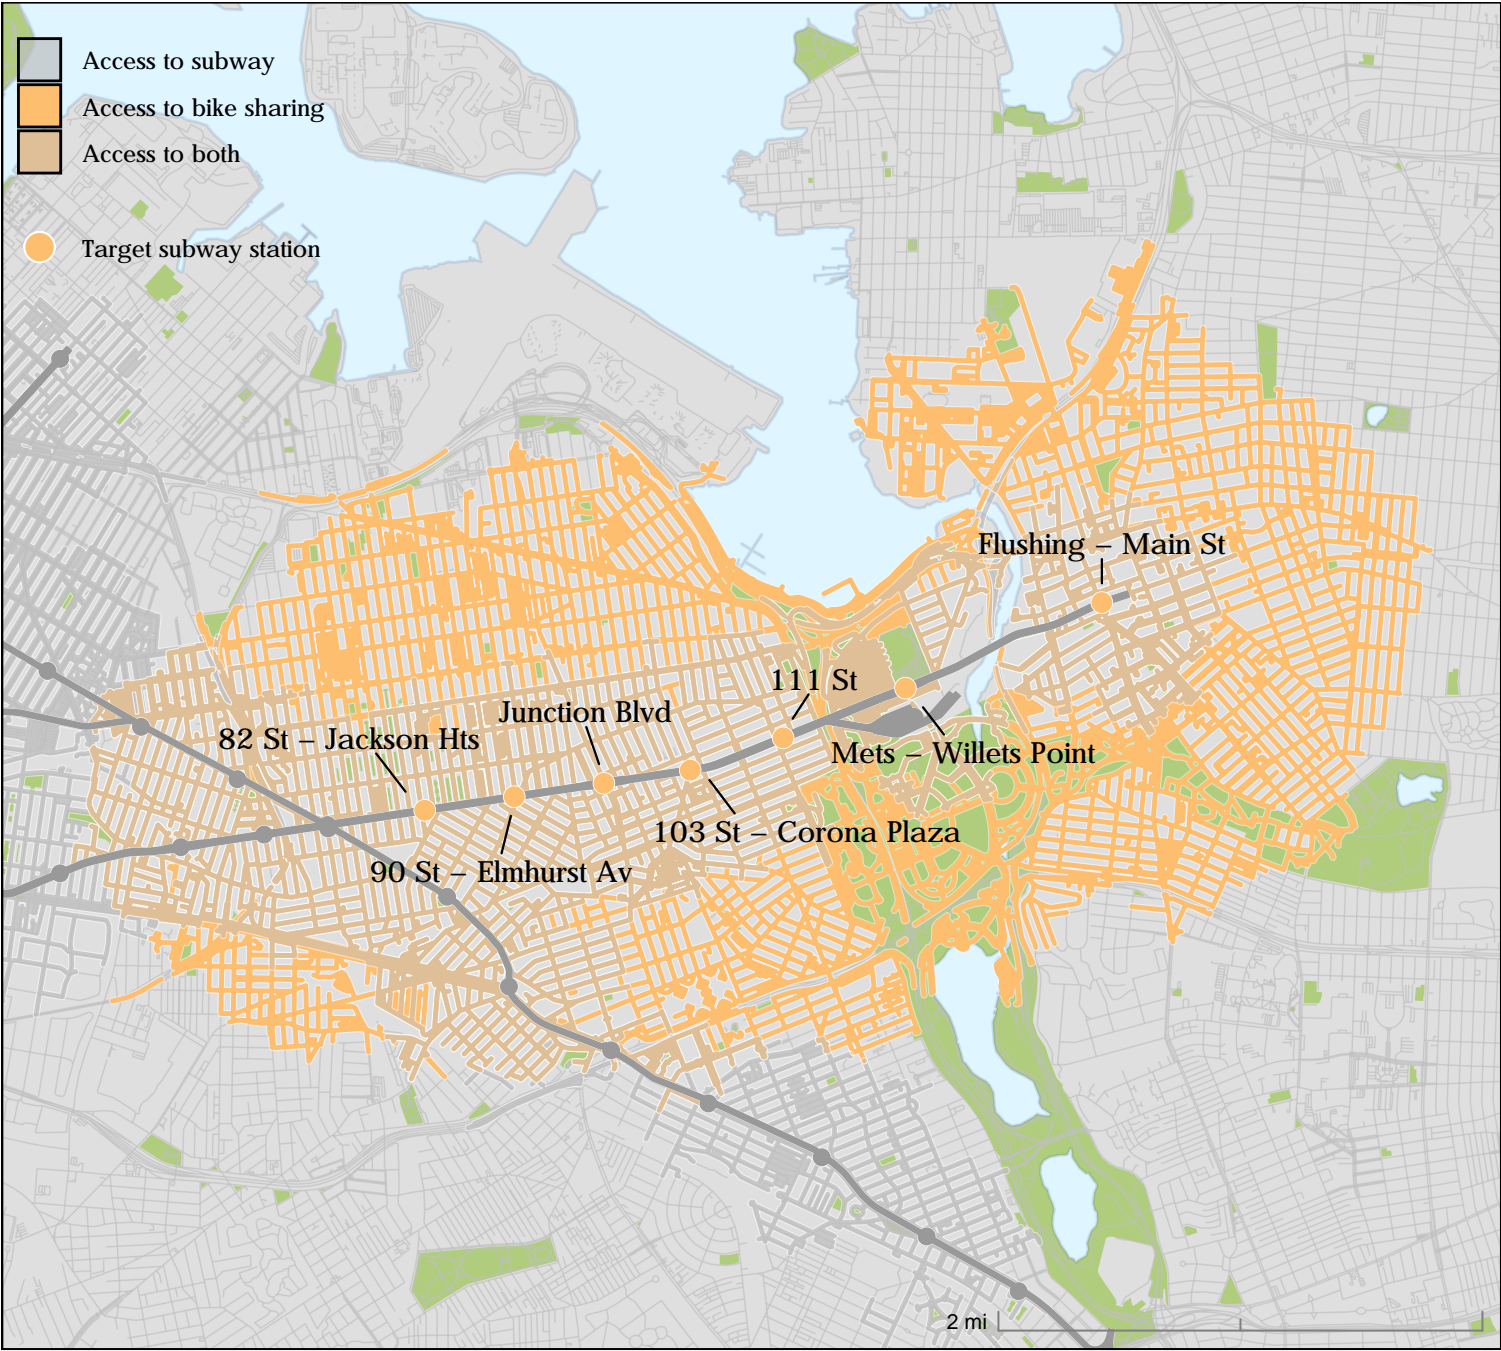 Access to subway
Access to bike sharing
Access to both
Target subway station
Flushing – Main St
111 St
Junction Blvd
82 St – Jackson Hts
Mets – Willets Point
103 St – Corona Plaza
90 St – Elmhurst Av
2 mi